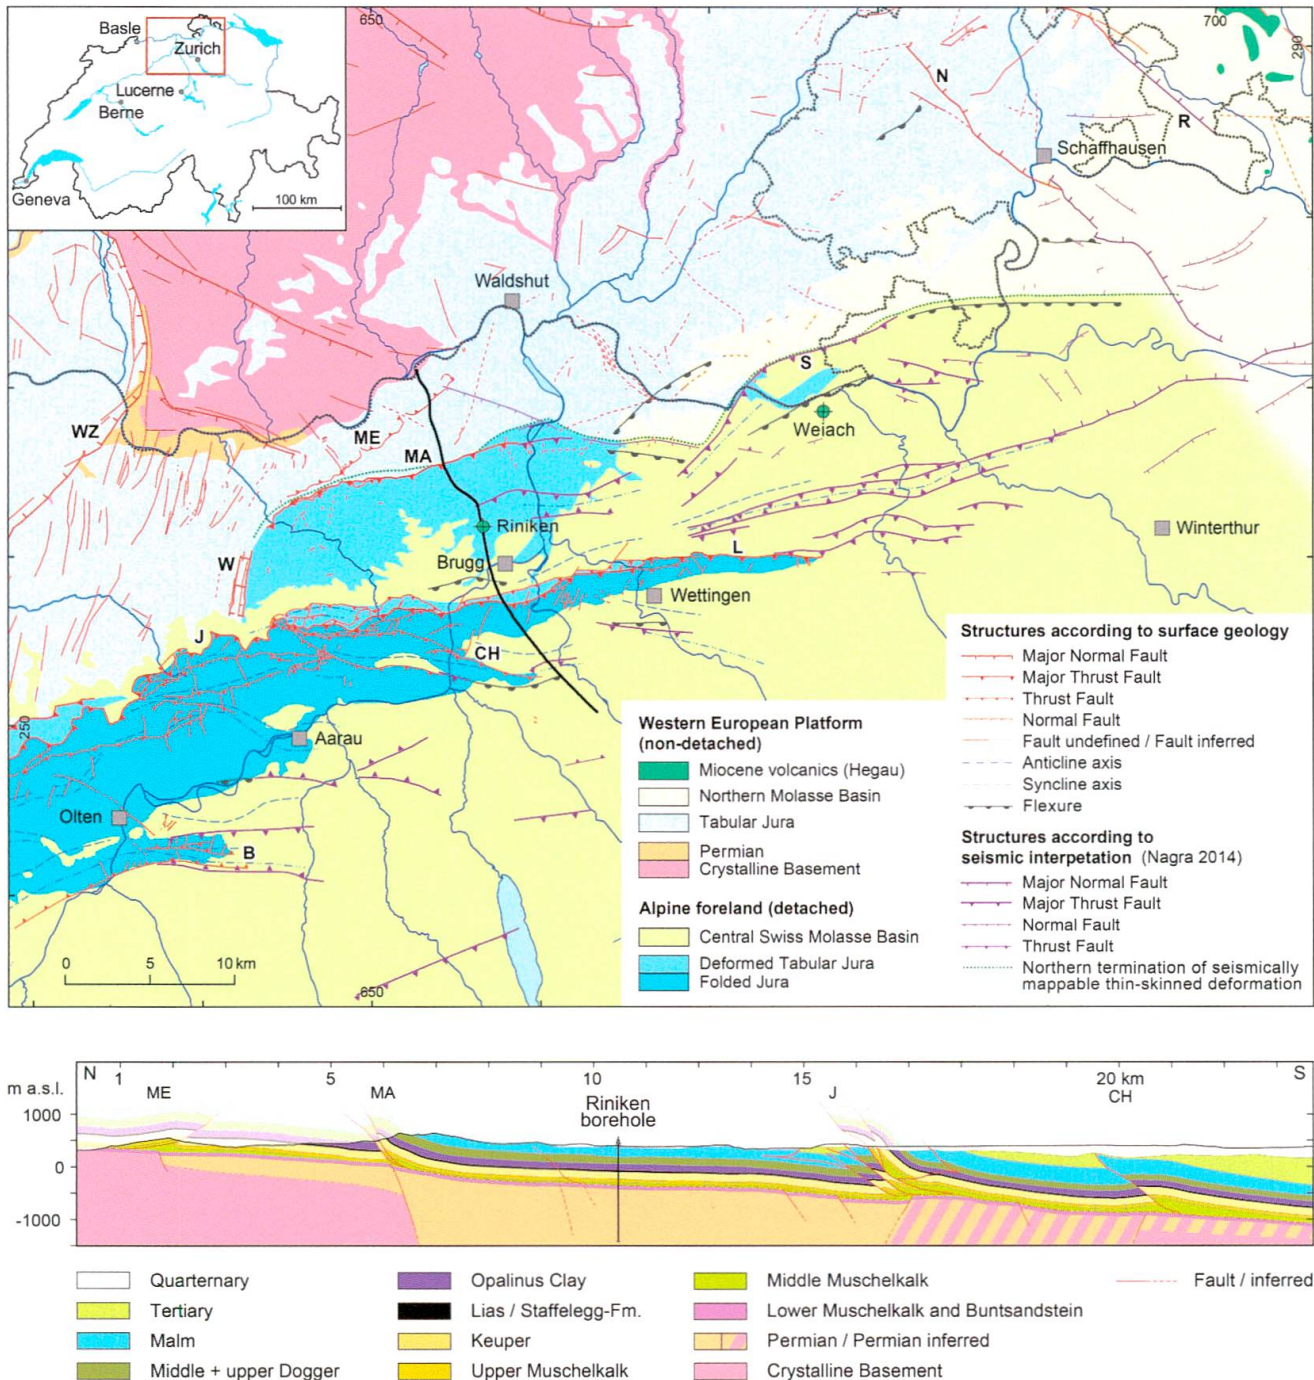 650
700
290
Basle
Zurich
Lucerne
Berne
Geneva
100 km
N
R
Schaffhausen
Waldshut
S
WZ
ME
MA
Weiach
Riniken
Winterthur
W
Brugg
L
Wettingen
J
CH
250
Aarau
Olten
B
0 5 10 km
650
Western European Platform
(non-detached)
Miocene volcanics (Hegau)
Northern Molasse Basin
Tabular Jura
Permian
Crystalline Basement
Alpine foreland (detached)
Central Swiss Molasse Basin
Deformed Tabular Jura
Folded Jura
Structures according to surface geology
Major Normal Fault
Major Thrust Fault
Thrust Fault
Normal Fault
Fault undefined / Fault inferred
Anticline axis
Syncline axis
Flexure
Structures according to
seismic interpetation (Nagra 2014)
Major Normal Fault
Major Thrust Fault
Normal Fault
Thrust Fault
Northern termination of seismically
mappable thin-skinned deformation
N 1 5 10 15 20 km S
m a.s.l.
ME MA J CH
Riniken
borehole
1000
0
-1000
Quarternary
Tertiary
Malm
Middle + upper Dogger
Opalinus Clay
Lias / Staffelegg-Fm.
Keuper
Upper Muschelkalk
Middle Muschelkalk
Lower Muschelkalk and Buntsandstein
Permian / Permian inferred
Crystalline Basement
Fault / inferred